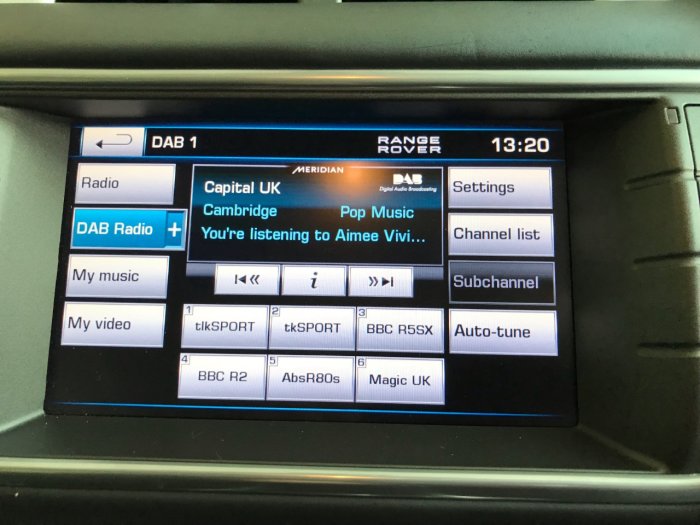 DAB 1
RANGE ROVER
13:20
Radio
DAB Radio +
My music
My video
MERIDIAN
Capital UK
DAB
Digital Audio Broadcasting
Cambridge
Pop Music
You're listening to Aimee Vivi...
i
Settings
Channel list
Subchannel
Auto-tune
1 tlkSPORT
2 tkSPORT
3 BBC R5SX
4 BBC R2
5 AbsR80s
6 Magic UK